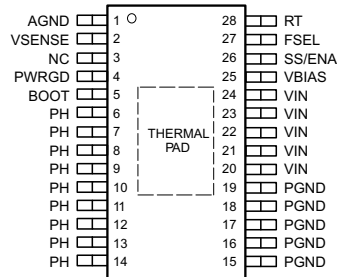 AGND 1 28 RT
VSENSE 2 27 FSEL
NC 3 26 SS/ENA
PWRGD 4 25 VBIAS
BOOT 5 24 VIN
PH 6 23 VIN
PH 7 THERMAL 22 VIN
PH 8 PAD 21 VIN
PH 9 20 VIN
PH 10 19 PGND
PH 11 18 PGND
PH 12 17 PGND
PH 13 16 PGND
PH 14 15 PGND